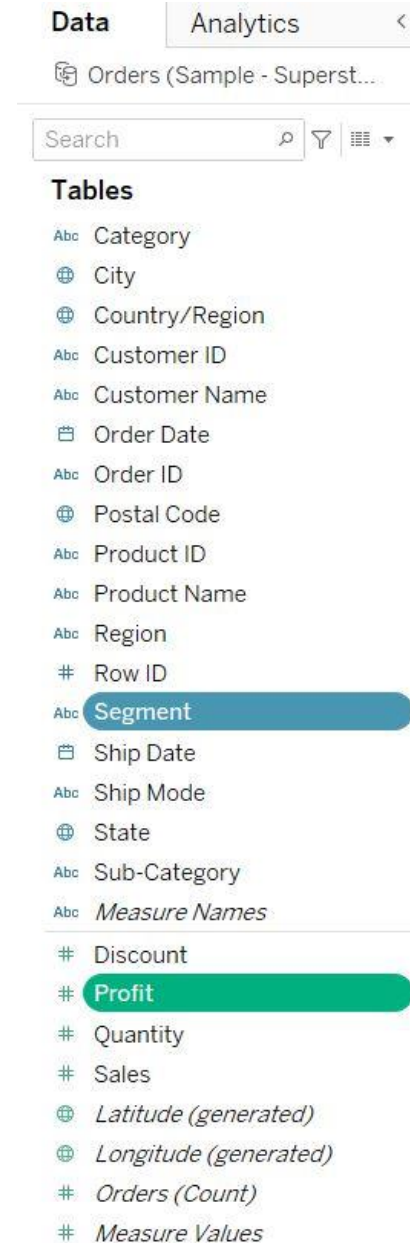 Data Analytics
Orders (Sample - Superst...
Search
Tables
Abc Category
City
Country/Region
Abc Customer ID
Abc Customer Name
Order Date
Abc Order ID
Postal Code
Abc Product ID
Abc Product Name
Abc Region
# Row ID
Abc Segment
Ship Date
Abc Ship Mode
State
Abc Sub-Category
Abc Measure Names
# Discount
# Profit
# Quantity
# Sales
Latitude (generated)
Longitude (generated)
# Orders (Count)
# Measure Values